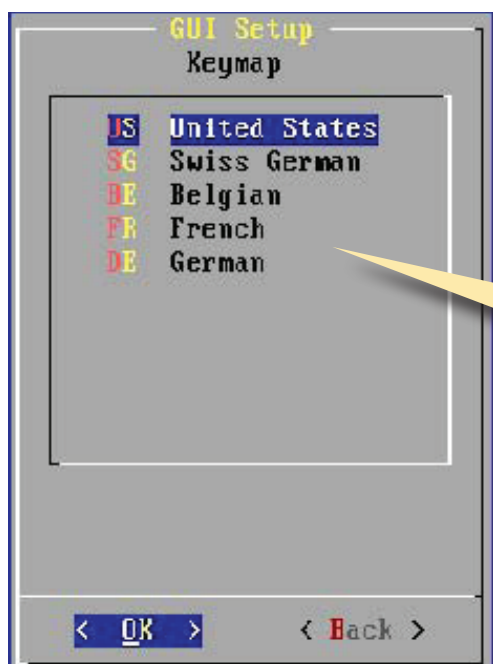 GUI Setup
Keymap
US United States
SG Swiss German
BE Belgian
FR French
DE German
< OK > < Back >